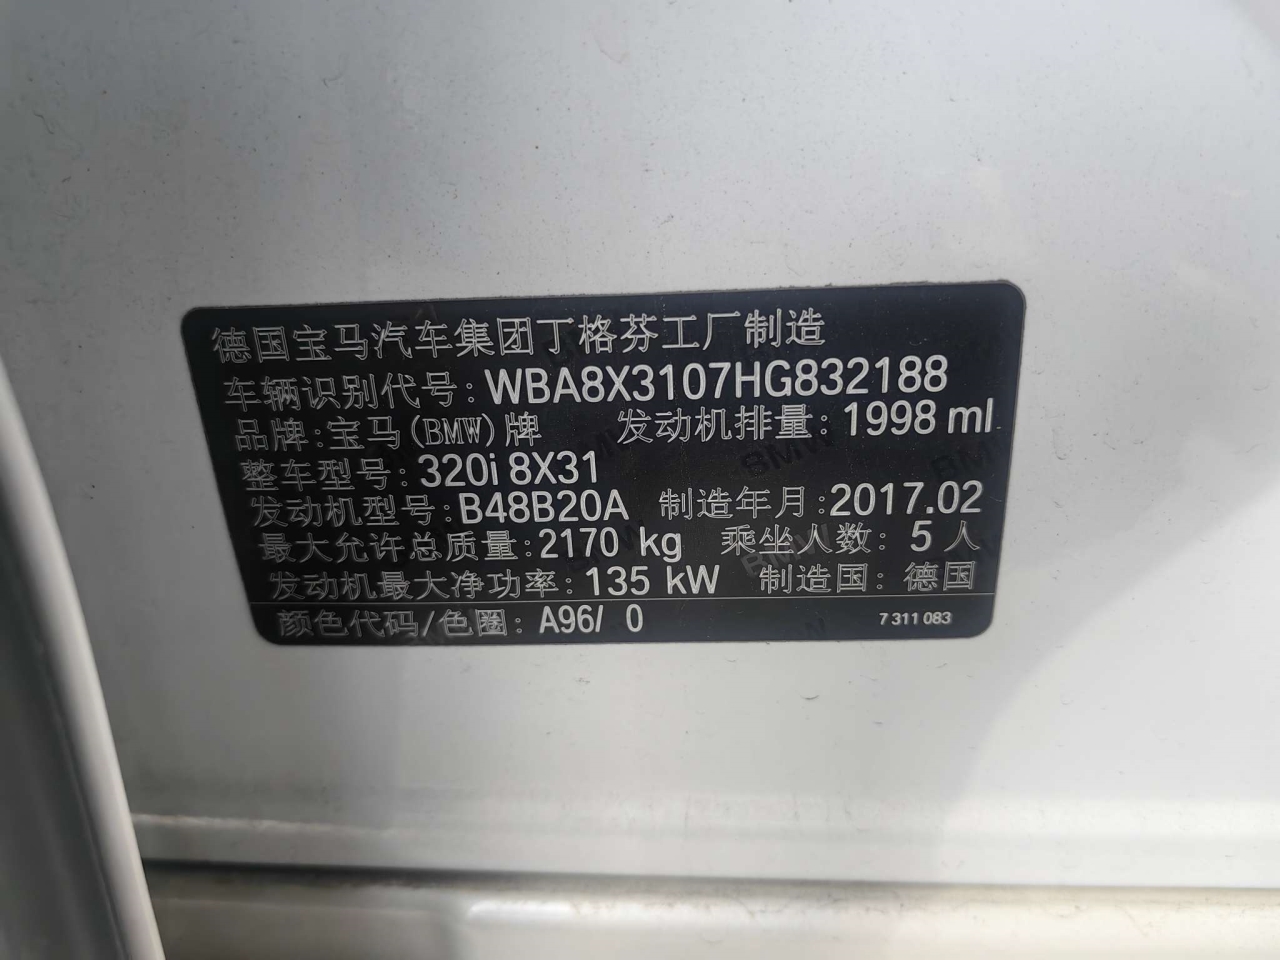 德国宝马汽车集团丁格芬工厂制造
车辆识别代号: WBA8X3107HG832188
品牌: 宝马(BMW)牌 发动机排量: 1998 ml
整车型号: 320i 8X31
发动机型号: B48B20A 制造年月: 2017.02
最大允许总质量: 2170 kg 乘坐人数: 5 人
发动机最大净功率: 135 kW 制造国: 德国
颜色代码/色圈: A96/ 0 7 311 083